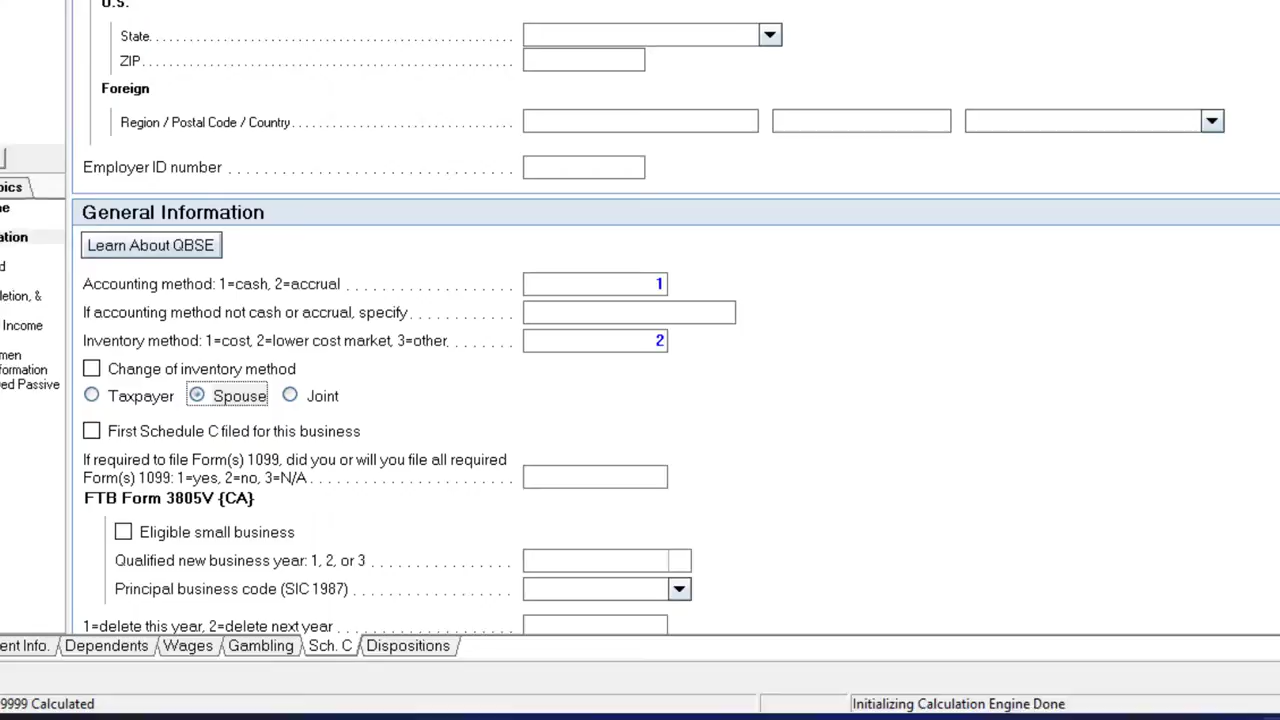 U.S.
State
ZIP
Foreign
Region / Postal Code / Country
Employer ID number
pics
General Information
ation
Learn About QBSE
Accounting method: 1=cash, 2=accrual 1
letion, &
If accounting method not cash or accrual, specify
Income
Inventory method: 1=cost, 2=lower cost market, 3=other 2
men
formation
Change of inventory method
ed Passive
Taxpayer Spouse Joint
First Schedule C filed for this business
If required to file Form(s) 1099, did you or will you file all required
Form(s) 1099: 1=yes, 2=no, 3=N/A
FTB Form 3805V {CA}
Eligible small business
Qualified new business year: 1, 2, or 3
Principal business code (SIC 1987)
1=delete this year, 2=delete next year
ent Info. Dependents Wages Gambling Sch. C Dispositions
9999 Calculated Initializing Calculation Engine Done